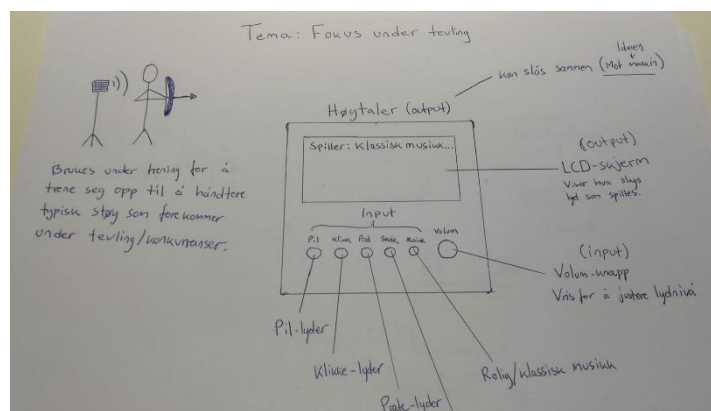 Tema: Fokus under tevling
Ideen
kan slås sammen (Mot maskin)
Høytaler (output)
Spiller: Klassisk musikk...
(output)
LCD-skjerm
Viser hva slags
lyd som spilles.
Brukes under trening for å
trene seg opp til å håndtere
typisk støy som forekommer
under tevling/konkurranser.
Input
Pil Klikk Prat Skrik Musikk Volum
(input)
Volum-knapp
Vris for å justere lydnivå
Pil-lyder
Klikke-lyder
Rolig/klassisk musikk
Prate-lyder